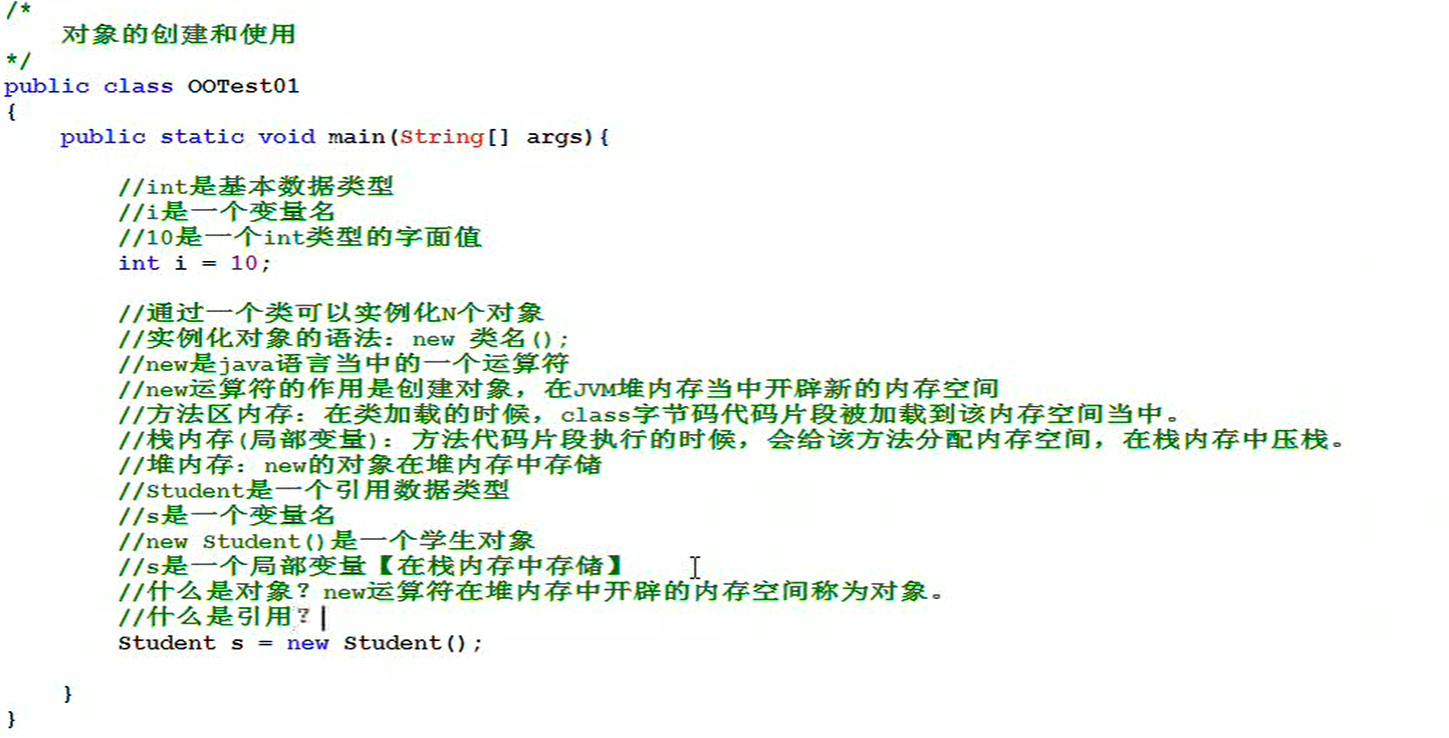 /*
对象的创建和使用
*/
public class OOTest01
{
public static void main(String[] args){
//int是基本数据类型
//i是一个变量名
//10是一个int类型的字面值
int i = 10;
//通过一个类可以实例化N个对象
//实例化对象的语法：new 类名();
//new是java语言当中的一个运算符
//new运算符的作用是创建对象，在JVM堆内存当中开辟新的内存空间
//方法区内存：在类加载的时候，class字节码代码片段被加载到该内存空间当中。
//栈内存(局部变量)：方法代码片段执行的时候，会给该方法分配内存空间，在栈内存中压栈。
//堆内存：new的对象在堆内存中存储
//Student是一个引用数据类型
//s是一个变量名
//new Student()是一个学生对象
//s是一个局部变量【在栈内存中存储】
//什么是对象？new运算符在堆内存中开辟的内存空间称为对象。
//什么是引用？
Student s = new Student();
}
}